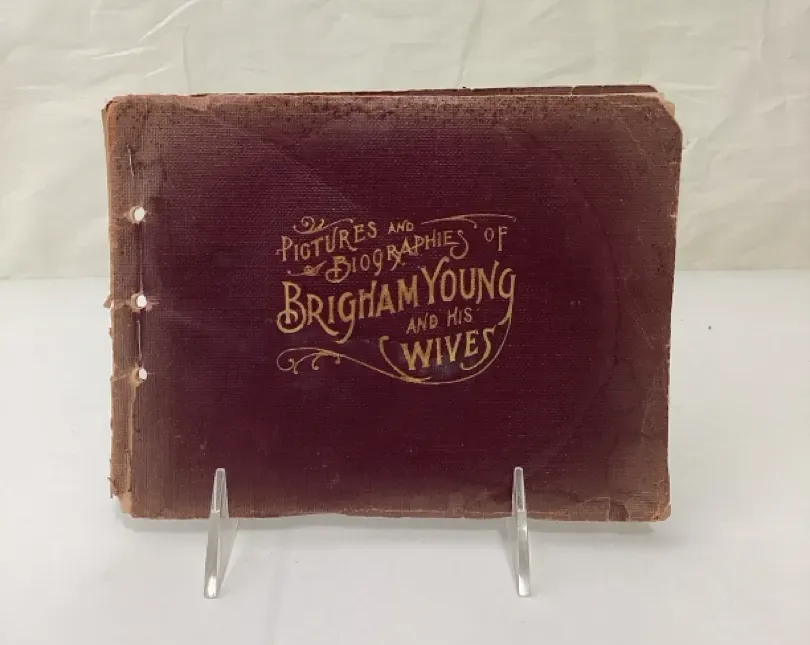 PICTURES AND
BIOGRAPHIES OF
BRIGHAM YOUNG
AND HIS
WIVES